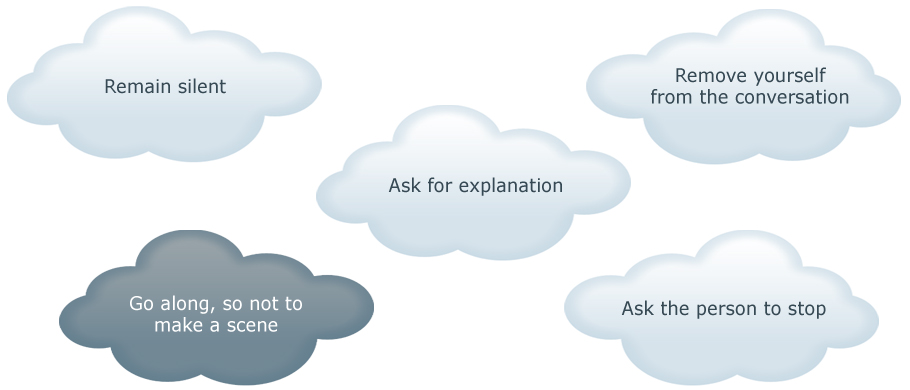 Remain silent
Remove yourself
from the conversation
Ask for explanation
Go along, so not to
make a scene
Ask the person to stop